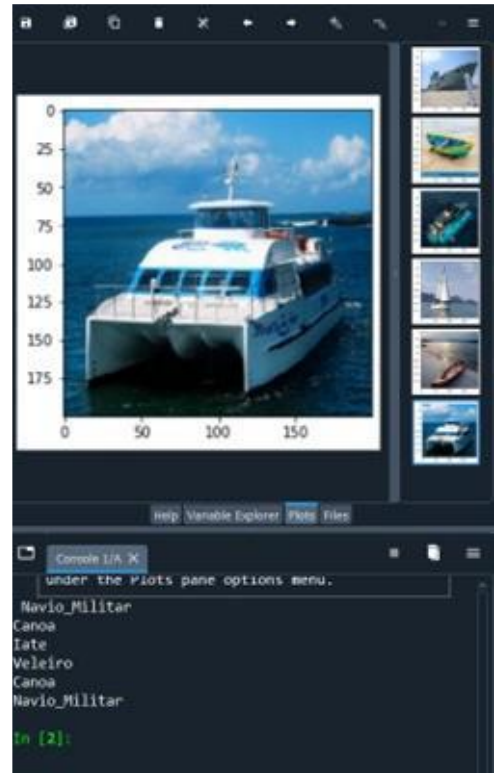 0
25
50
75
100
125
150
175
0 50 100 150
Help Variable Explorer Plots Files
Console 1/A X
under the Plots pane options menu.
Navio_Militar
Canoa
Iate
Veleiro
Canoa
Navio_Militar
In [2]: